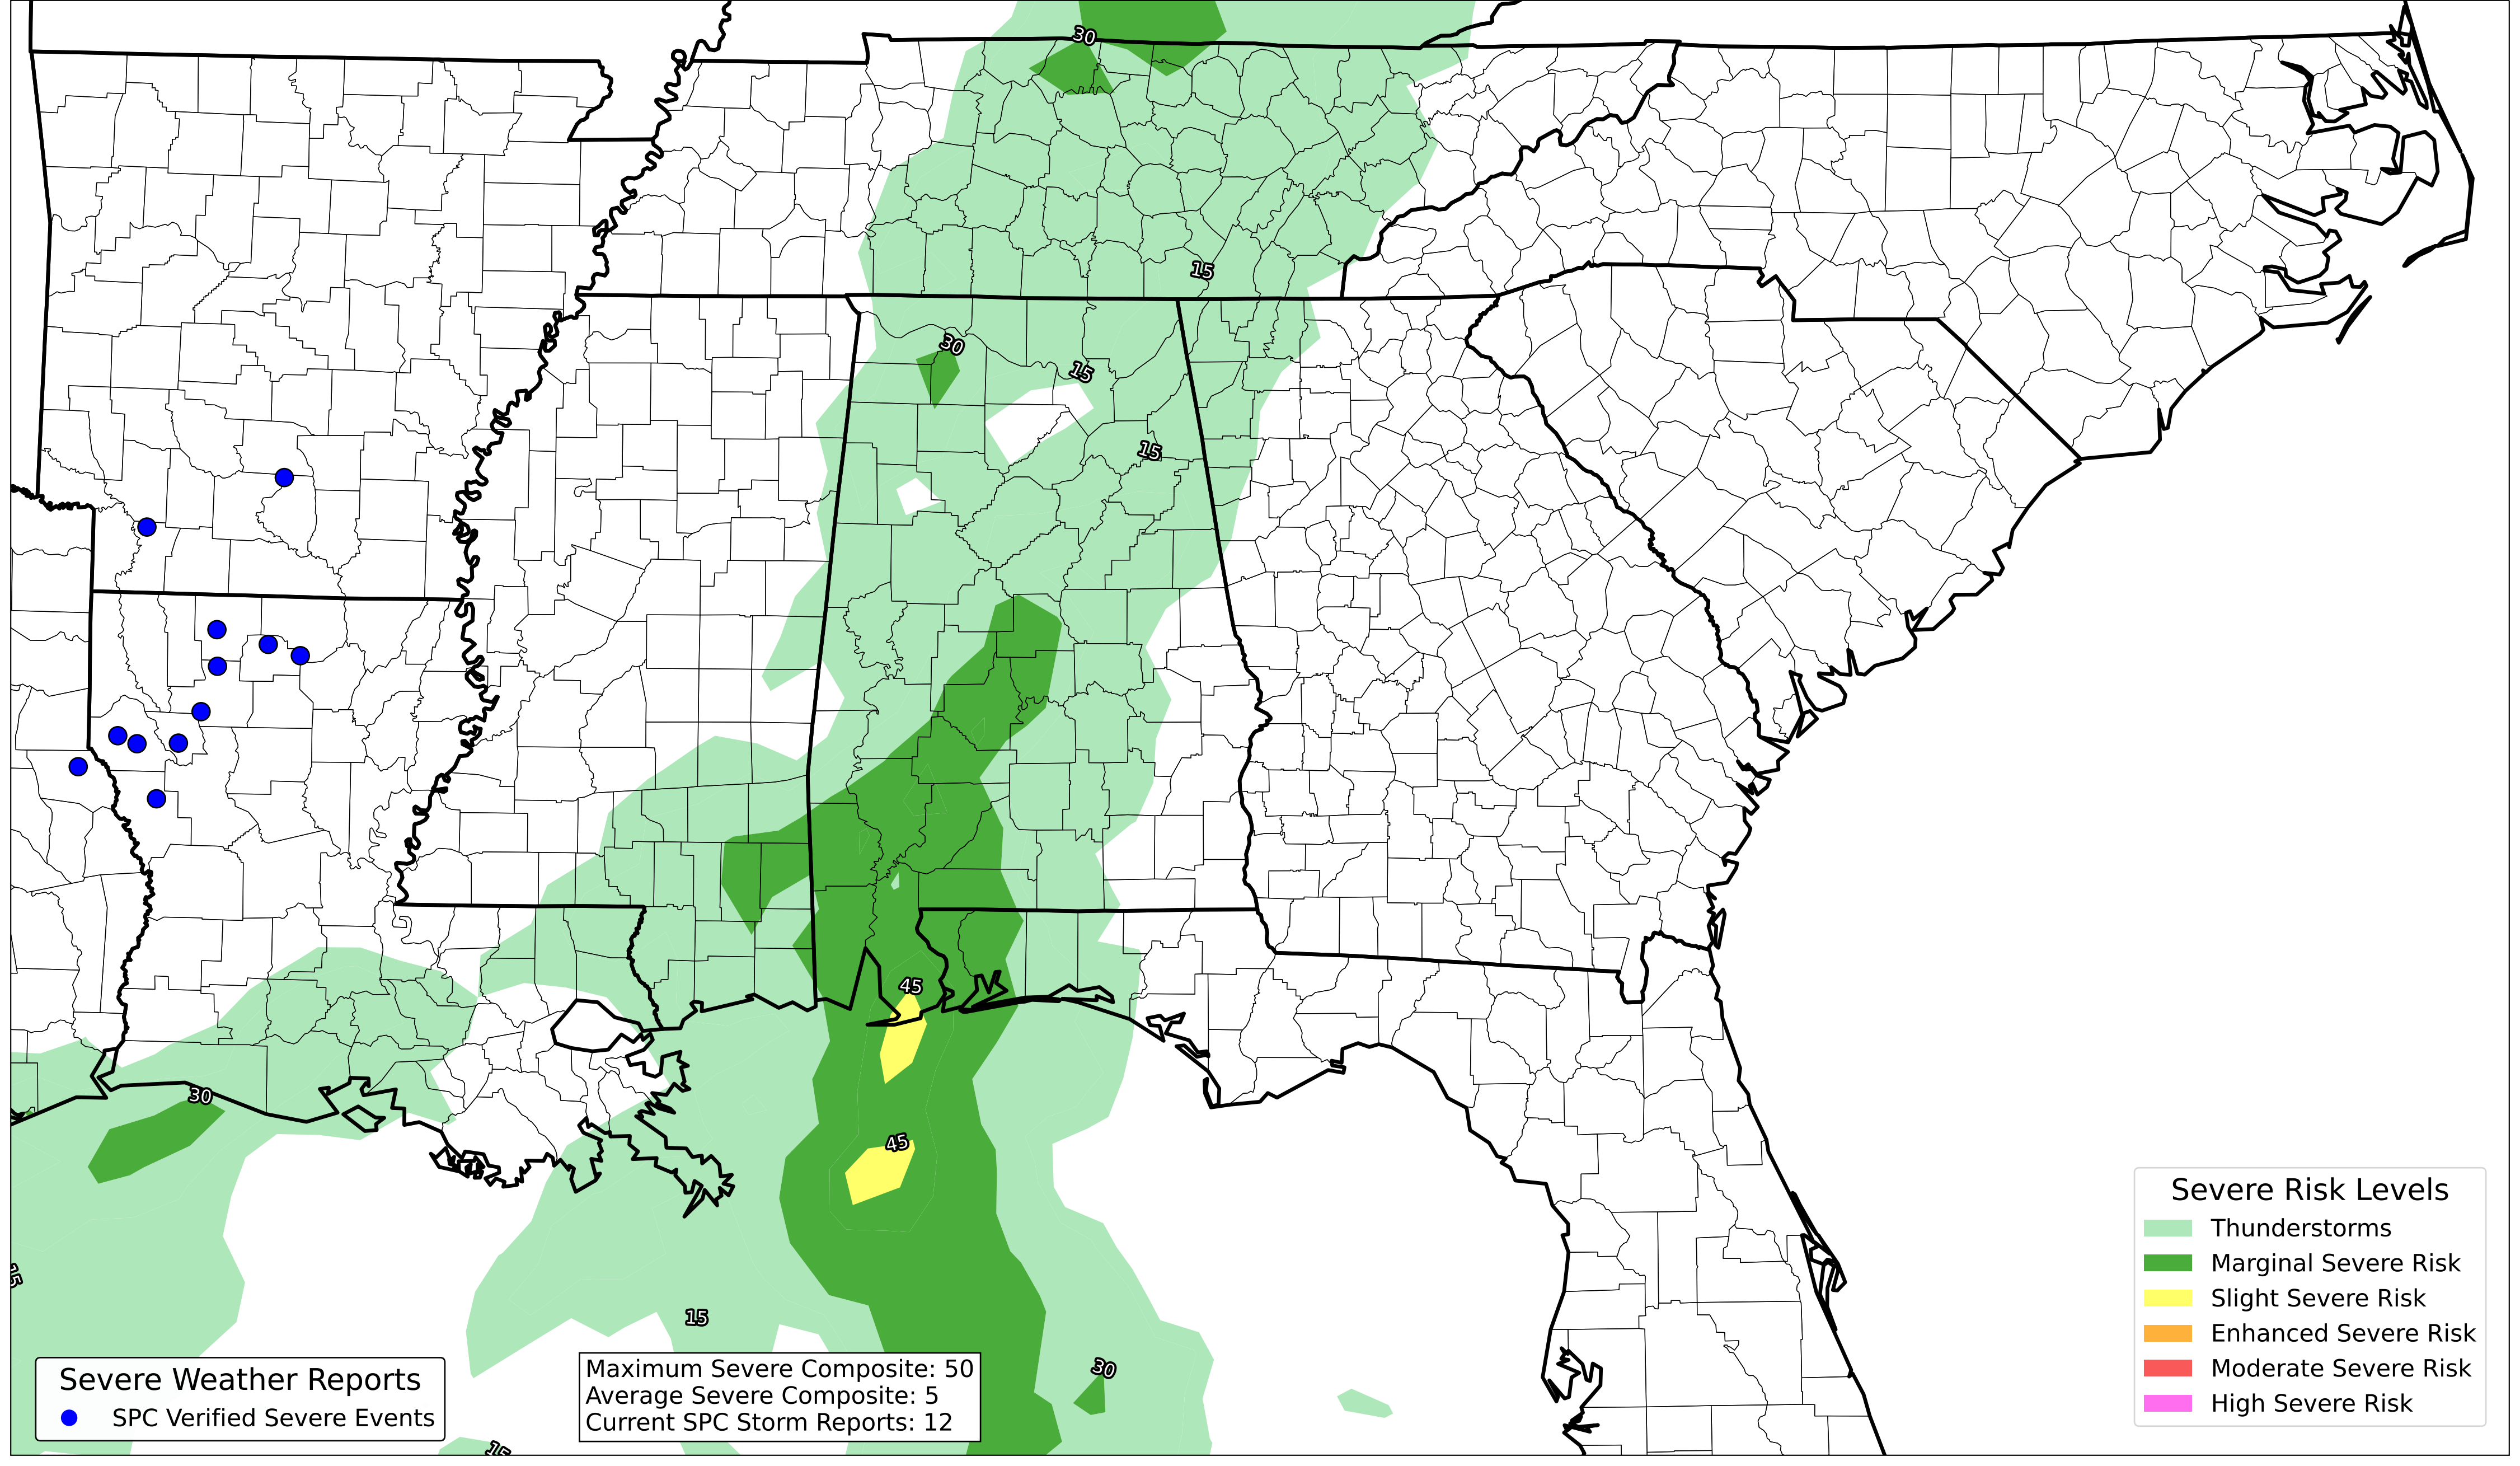 30
15
30
15
15
45
30
45
15
15
30
15
Severe Weather Reports
SPC Verified Severe Events
Maximum Severe Composite: 50
Average Severe Composite: 5
Current SPC Storm Reports: 12
Severe Risk Levels
Thunderstorms
Marginal Severe Risk
Slight Severe Risk
Enhanced Severe Risk
Moderate Severe Risk
High Severe Risk